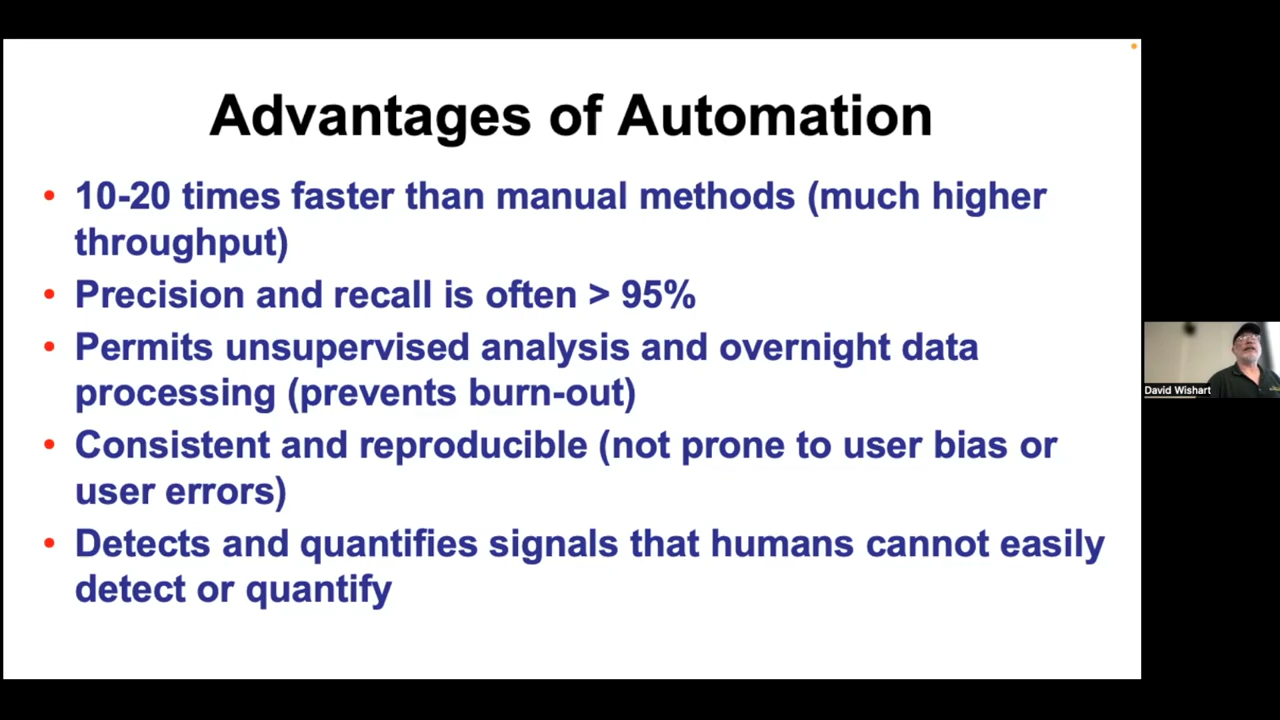 Advantages of Automation
• 10-20 times faster than manual methods (much higher
throughput)
• Precision and recall is often > 95%
• Permits unsupervised analysis and overnight data
processing (prevents burn-out)
• Consistent and reproducible (not prone to user bias or
user errors)
• Detects and quantifies signals that humans cannot easily
detect or quantify
David Wishart